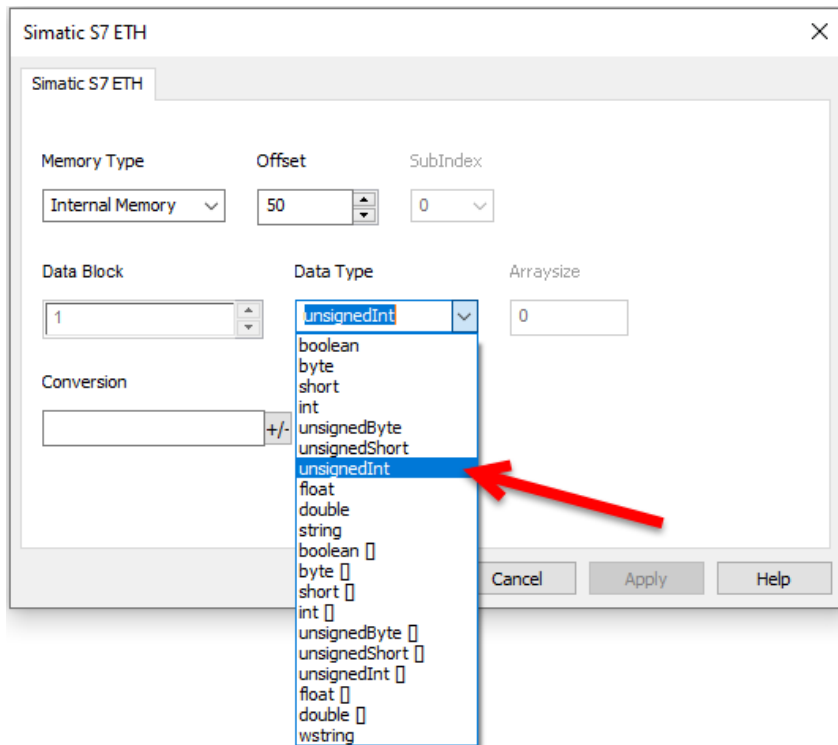 Simatic S7 ETH
Simatic S7 ETH
Memory Type Offset SubIndex
Internal Memory 50 0
Data Block Data Type Arraysize
1 unsignedInt 0
Conversion
+/-
boolean
byte
short
int
unsignedByte
unsignedShort
unsignedInt
float
double
string
boolean []
byte []
short []
int []
unsignedByte []
unsignedShort []
unsignedInt []
float []
double []
wstring
Cancel Apply Help